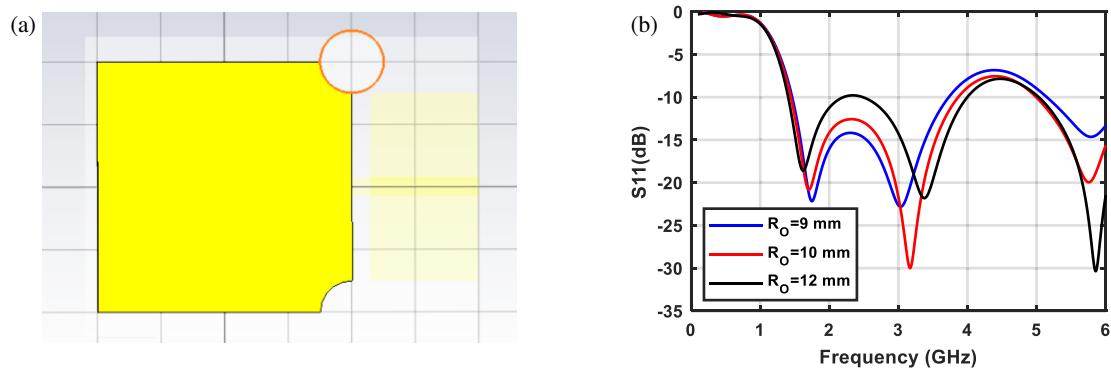 (a)
(b)
S11(dB)
0
-5
-10
-15
-20
-25
-30
-35
R_O=9 mm
R_O=10 mm
R_O=12 mm
0 1 2 3 4 5 6
Frequency (GHz)